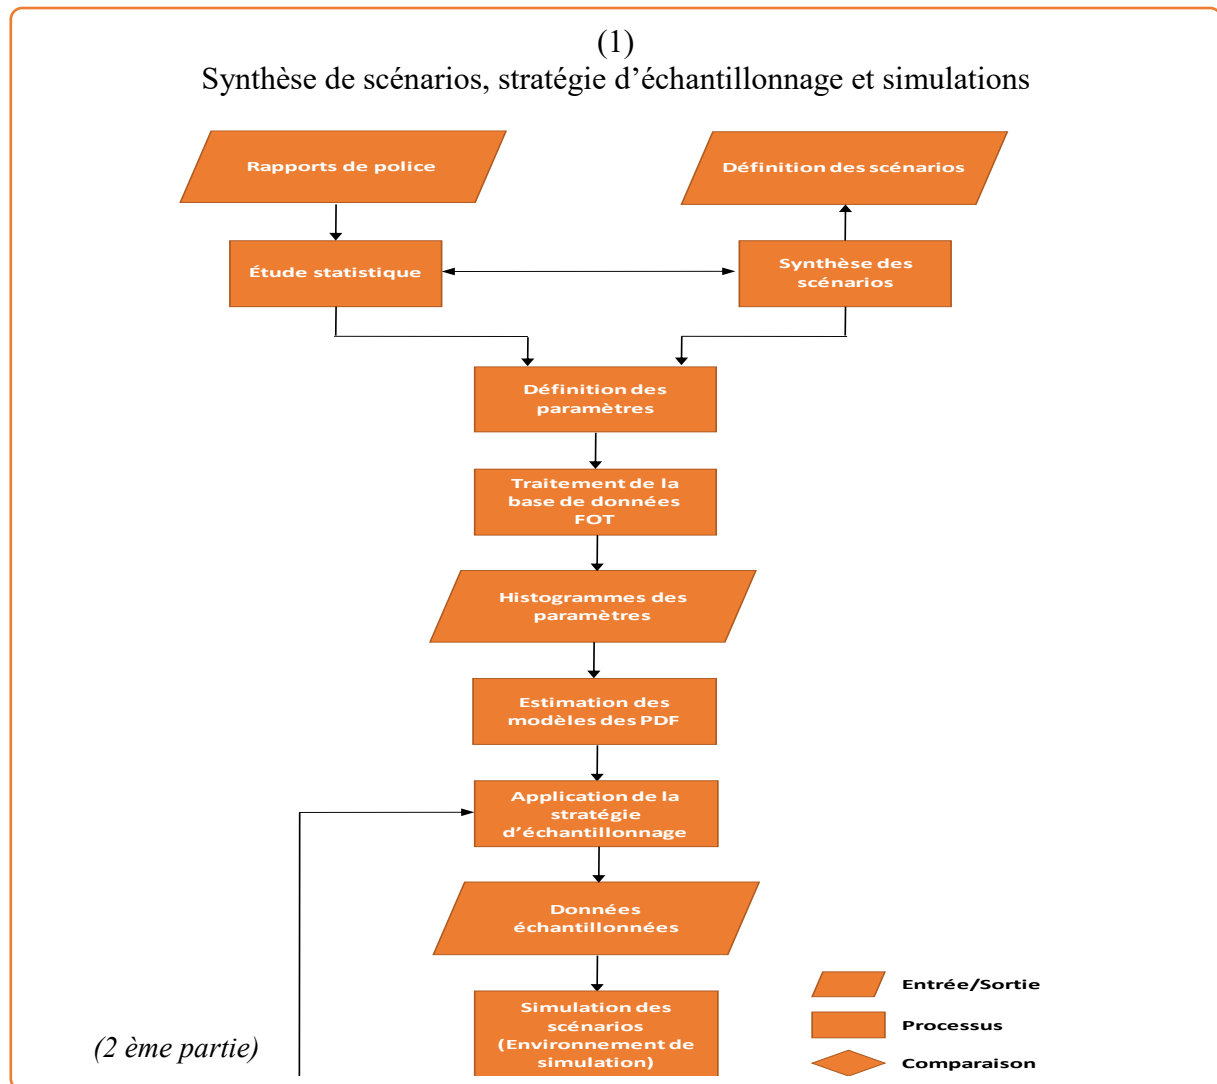 (1)
Synthèse de scénarios, stratégie d’échantillonnage et simulations
Rapports de police
Définition des scénarios
Étude statistique
Synthèse des
scénarios
Définition des
paramètres
Traitement de la
base de données
FOT
Histogrammes des
paramètres
Estimation des
modèles des PDF
Application de la
stratégie
d’échantillonnage
Données
échantillonnées
Simulation des
scénarios
(Environnement de
simulation)
(2 ème partie)
Entrée/Sortie
Processus
Comparaison